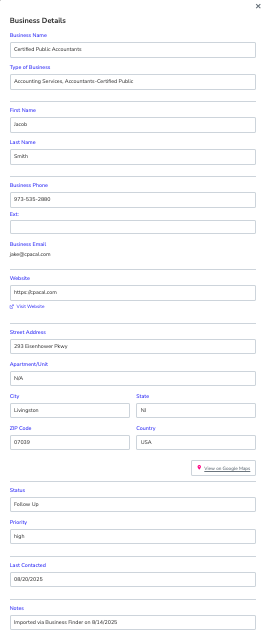 ×
Business Details
Business Name
Certified Public Accountants
Type of Business
Accounting Services, Accountants-Certified Public
First Name
Jacob
Last Name
Smith
Business Phone
973-535-2880
Ext:
Business Email
jake@cpacal.com
Website
https://cpacal.com
Visit Website
Street Address
293 Eisenhower Pkwy
Apartment/Unit
N/A
City
State
Livingston
NJ
ZIP Code
Country
07039
USA
View on Google Maps
Status
Follow Up
Priority
high
Last Contacted
08/20/2025
Notes
Imported via Business Finder on 8/14/2025